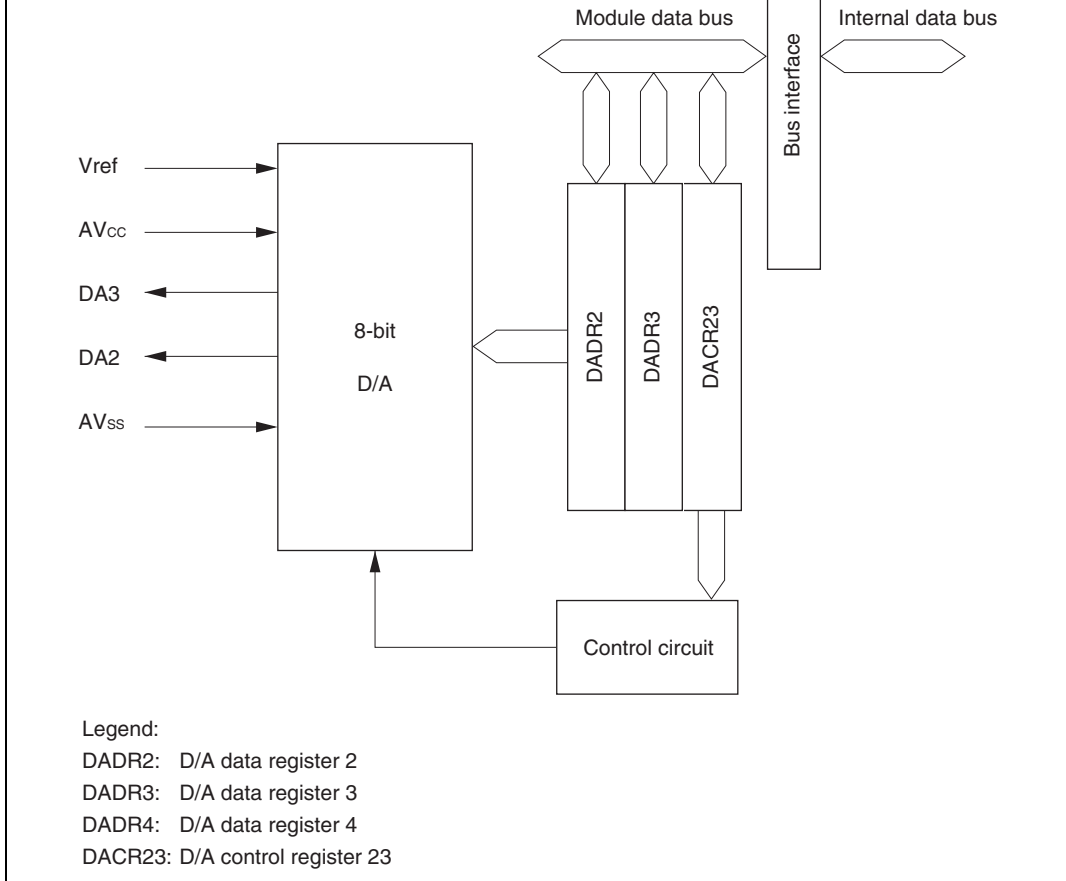 Module data bus
Internal data bus
Bus interface
Vref
AVCC
DA3
DA2
AVSS
8-bit
D/A
DADR2
DADR3
DACR23
Control circuit
Legend:
DADR2: D/A data register 2
DADR3: D/A data register 3
DADR4: D/A data register 4
DACR23: D/A control register 23